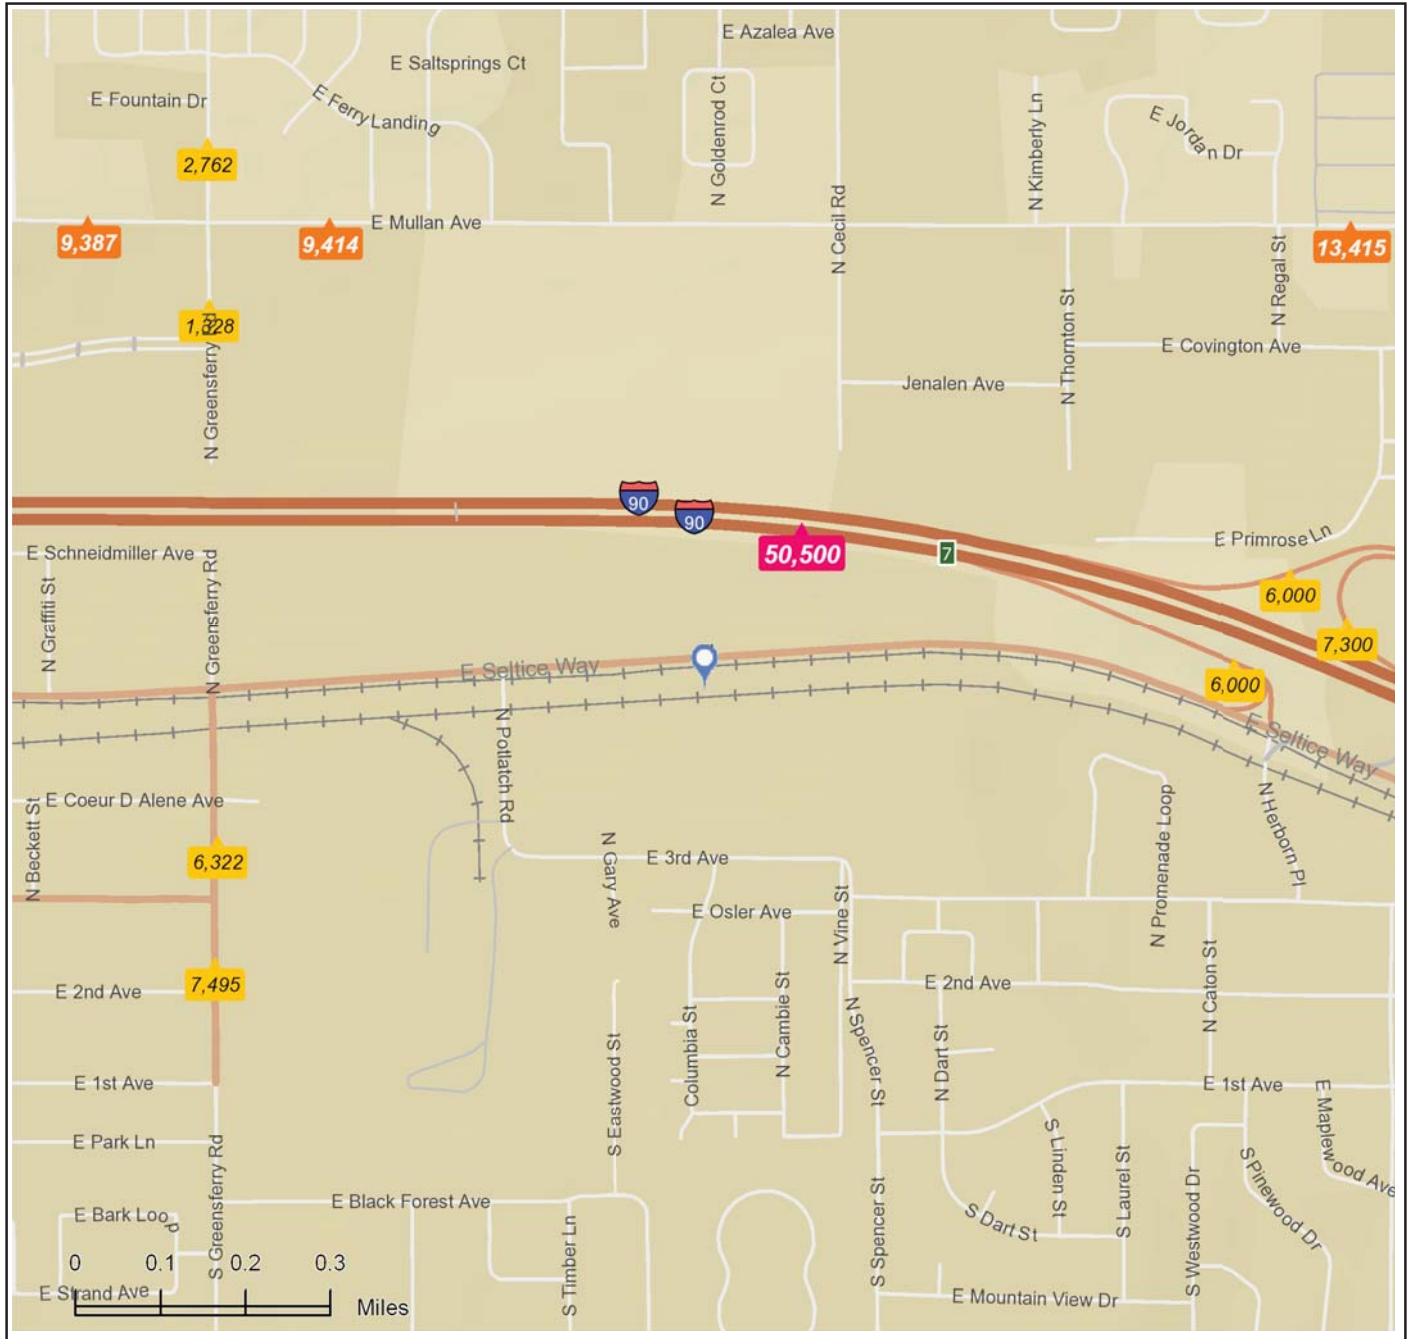 E Azalea Ave
E Saltsprings Ct
E Fountain Dr
E Ferry Landing
N Goldenrod Ct
N Kimberly Ln
E Jordan Dr
2,762
N Cecil Rd
E Mullan Ave
9,387
9,414
13,415
N Regal St
1,328
N Greensferry Rd
N Thornton St
E Covington Ave
Jenalen Ave
90
90
50,500
7
E Primrose Ln
E Schneidmiller Ave
N Graffiti St
N Greensferry Rd
6,000
7,300
6,000
E Seltice Way
E Seltice Way
N Potlatch Rd
E Coeur D Alene Ave
N Beckett St
N Promenade Loop
N Herborn Pl
6,322
N Gary Ave
E 3rd Ave
E Osler Ave
N Vine St
7,495
E 2nd Ave
E 2nd Ave
N Caton St
Columbia St
N Cambie St
N Spencer St
N Dart St
S Eastwood St
E 1st Ave
E 1st Ave
E Maplewood Ave
E Park Ln
S Greensferry Rd
S Linden St
S Laurel St
S Westwood Dr
S Pinewood Dr
E Black Forest Ave
E Bark Loop
S Timber Ln
S Spencer St
S Dart St
0 0.1 0.2 0.3
E Strand Ave
Miles
E Mountain View Dr